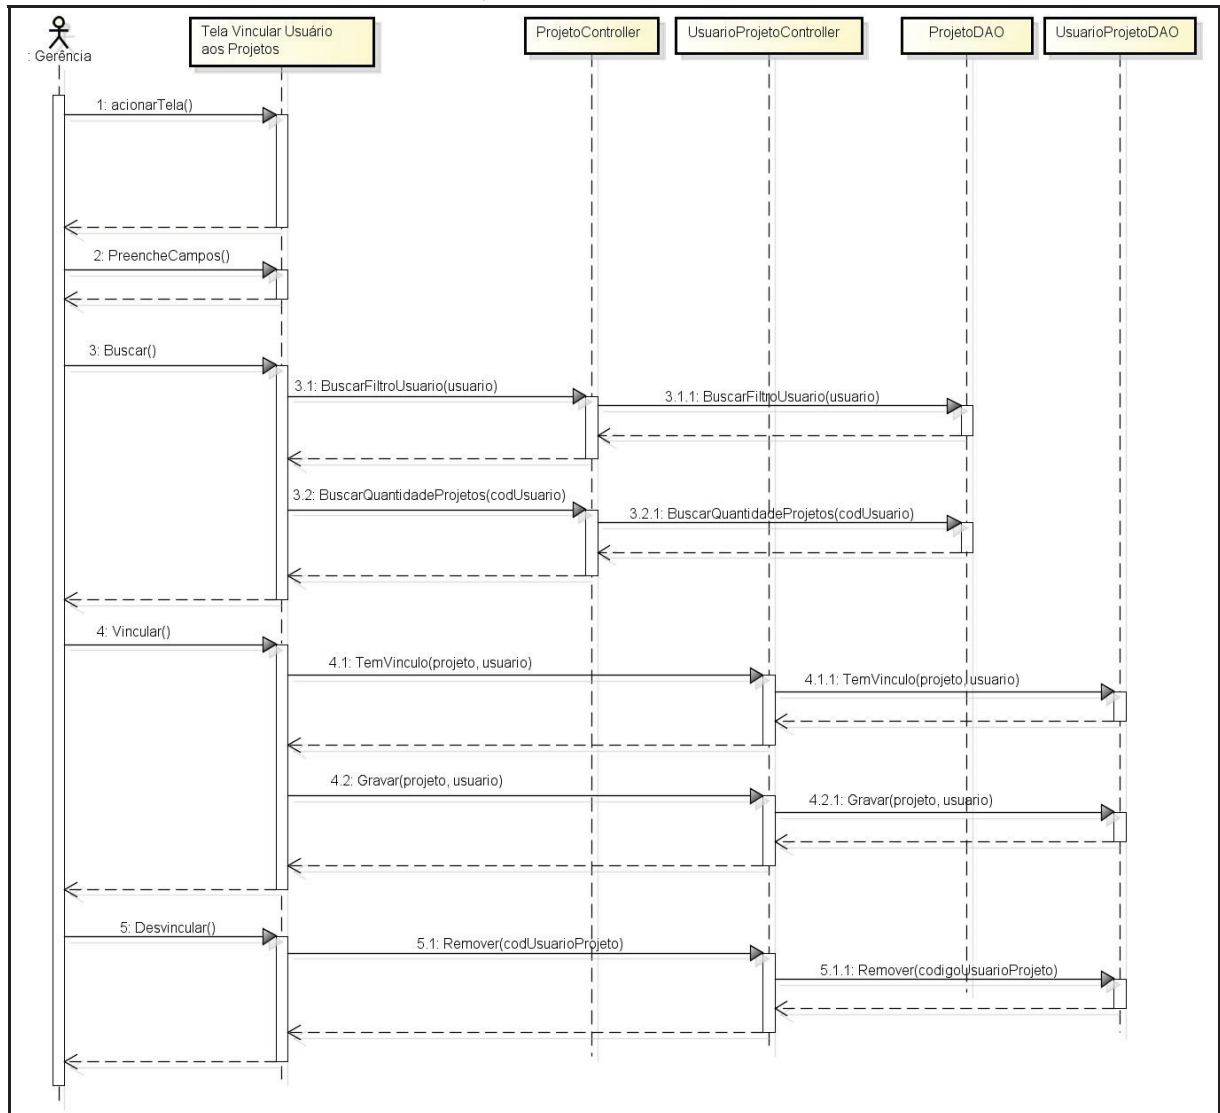 : Gerência
Tela Vincular Usuário
aos Projetos
ProjetoController
UsuarioProjetoController
ProjetoDAO
UsuarioProjetoDAO
1: acionarTela()
2: PreencheCampos()
3: Buscar()
3.1: BuscarFiltroUsuario(usuario)
3.1.1: BuscarFiltroUsuario(usuario)
3.2: BuscarQuantidadeProjetos(codUsuario)
3.2.1: BuscarQuantidadeProjetos(codUsuario)
4: Vincular()
4.1: TemVinculo(projeto, usuario)
4.1.1: TemVinculo(projeto, usuario)
4.2: Gravar(projeto, usuario)
4.2.1: Gravar(projeto, usuario)
5: Desvincular()
5.1: Remover(codUsuarioProjeto)
5.1.1: Remover(codigoUsuarioProjeto)